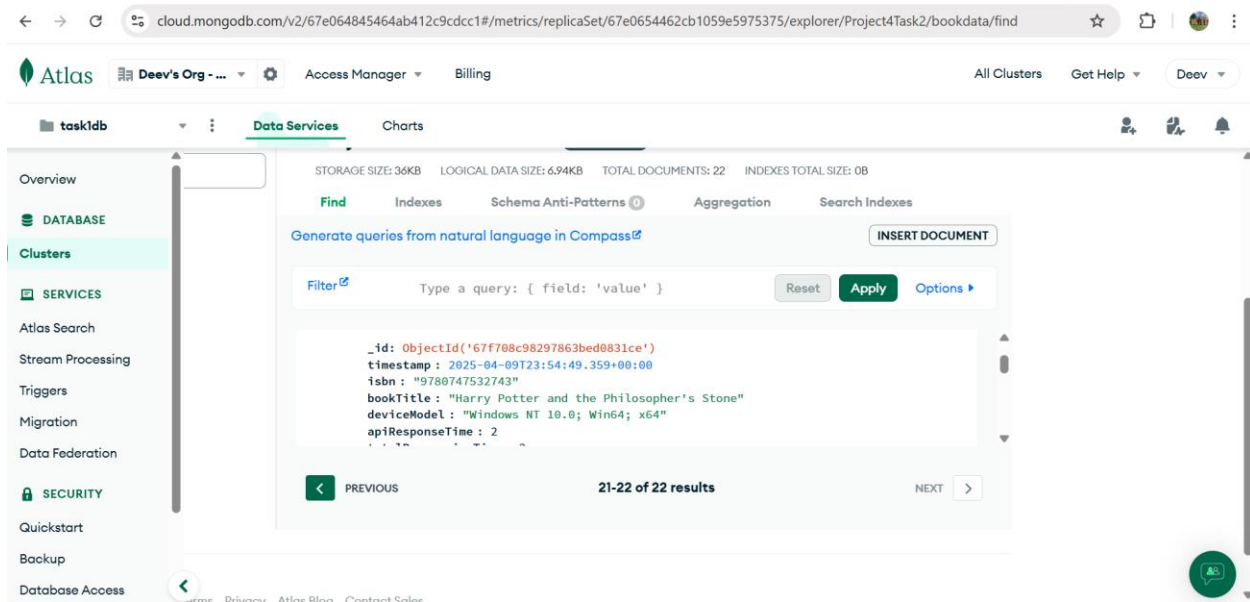 cloud.mongodb.com/v2/67e064845464ab412c9cdcc1#/metrics/replicaSet/67e0654462cb1059e5975375/explorer/Project4Task2/bookdata/find
Atlas Deev's Org - ... Access Manager Billing All Clusters Get Help Deev
task1db Data Services Charts
STORAGE SIZE: 36KB LOGICAL DATA SIZE: 6.94KB TOTAL DOCUMENTS: 22 INDEXES TOTAL SIZE: 0B
Overview
Find Indexes Schema Anti-Patterns 0 Aggregation Search Indexes
DATABASE
Generate queries from natural language in Compass INSERT DOCUMENT
Clusters
Filter Type a query: { field: 'value' } Reset Apply Options
SERVICES
Atlas Search
Stream Processing
Triggers
Migration
Data Federation
_id: ObjectId('67f708c98297863bed0831ce')
timestamp : 2025-04-09T23:54:49.359+00:00
isbn : "9780747532743"
bookTitle : "Harry Potter and the Philosopher's Stone"
deviceModel : "Windows NT 10.0; Win64; x64"
apiResponseTime : 2
PREVIOUS 21-22 of 22 results NEXT
SECURITY
Quickstart
Backup
Database Access
Privacy Atlas Blog Contact Sales